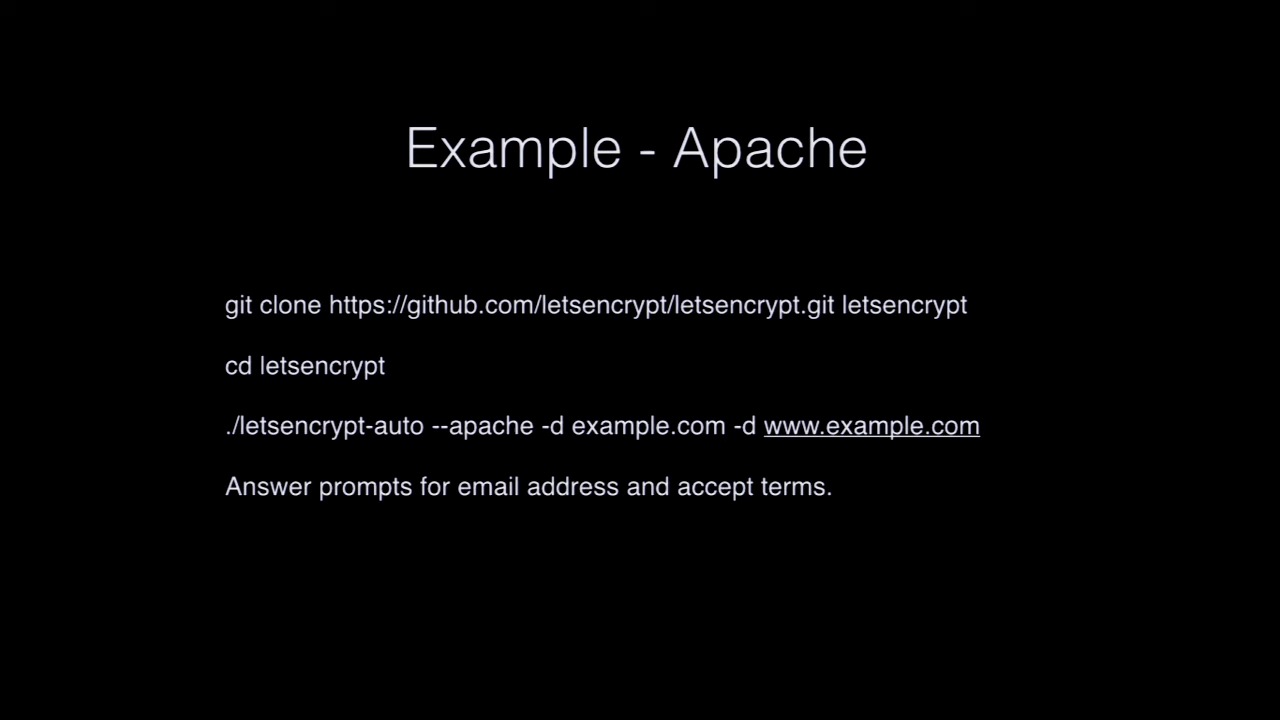 Example - Apache
git clone https://github.com/letsencrypt/letsencrypt.git letsencrypt
cd letsencrypt
./letsencrypt-auto --apache -d example.com -d www.example.com
Answer prompts for email address and accept terms.